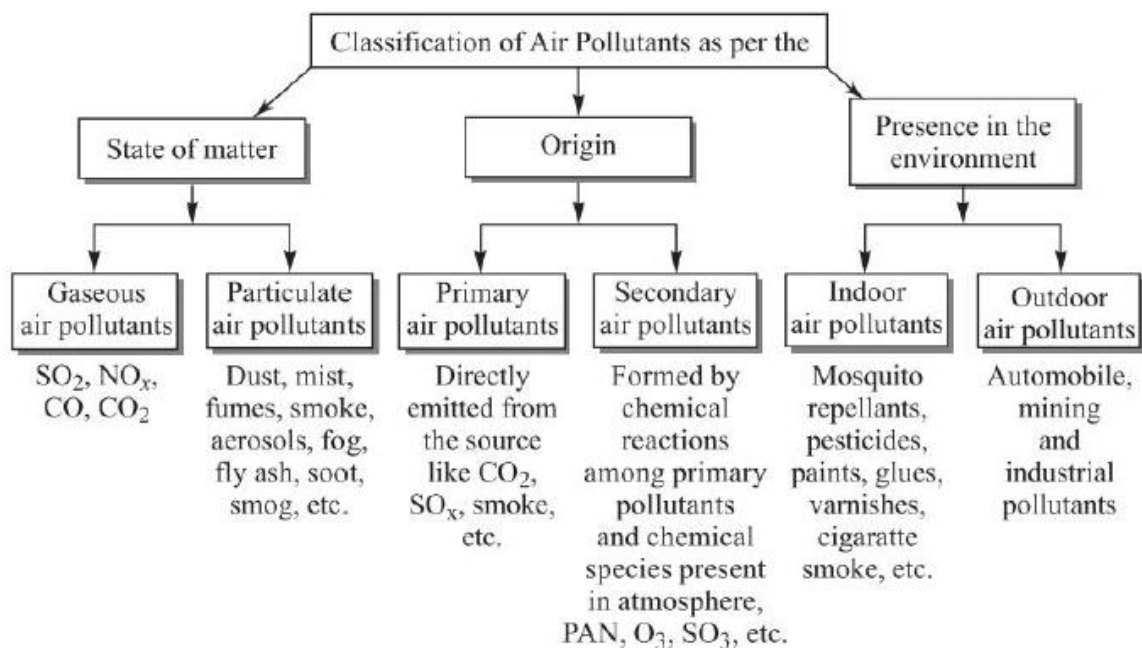 Classification of Air Pollutants as per the
State of matter
Origin
Presence in the
environment
Gaseous
air pollutants
Particulate
air pollutants
Primary
air pollutants
Secondary
air pollutants
Indoor
air pollutants
Outdoor
air pollutants
SO₂, NOₓ,
CO, CO₂
Dust, mist,
fumes, smoke,
aerosols, fog,
fly ash, soot,
smog, etc.
Directly
emitted from
the source
like CO₂,
SOₓ, smoke,
etc.
Formed by
chemical
reactions
among primary
pollutants
and chemical
species present
in atmosphere,
PAN, O₃, SO₃, etc.
Mosquito
repellants,
pesticides,
paints, glues,
varnishes,
cigaratte
smoke, etc.
Automobile,
mining
and
industrial
pollutants